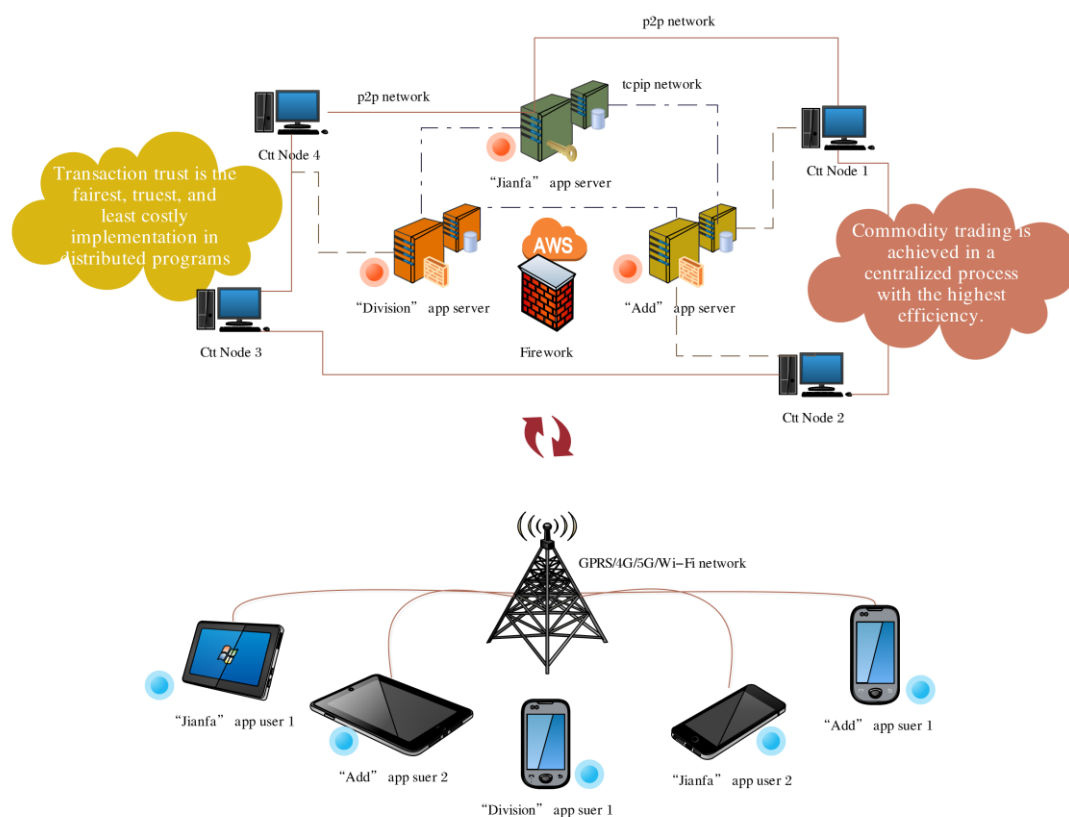 p2p network
p2p network
tcpip network
Ctt Node 4
Ctt Node 1
“Jianfa” app server
Transaction trust is the
fairest, truest, and
least costly
implementation in
distributed programs
Commodity trading is
achieved in a
centralized process
with the highest
efficiency.
AWS
“Division” app server
“Add” app server
Firework
Ctt Node 3
Ctt Node 2
GPRS/4G/5G/Wi-Fi network
“Jianfa” app user 1
“Add” app suer 1
“Add” app suer 2
“Jianfa” app user 2
“Division” app suer 1